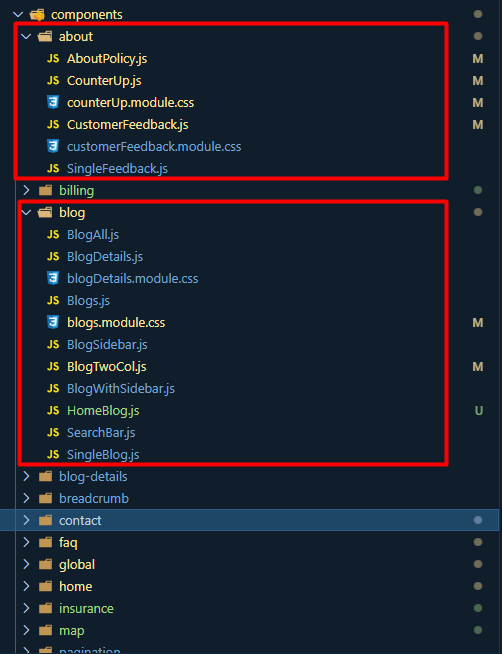 components
about
JS AboutPolicy.js M
JS CounterUp.js M
counterUp.module.css M
JS CustomerFeedback.js M
customerFeedback.module.css
JS SingleFeedback.js
billing
blog
JS BlogAll.js
JS BlogDetails.js
blogDetails.module.css
JS Blogs.js
blogs.module.css M
JS BlogSidebar.js
JS BlogTwoCol.js M
JS BlogWithSidebar.js
JS HomeBlog.js U
JS SearchBar.js
JS SingleBlog.js
blog-details
breadcrumb
contact
faq
global
home
insurance
map
pagination